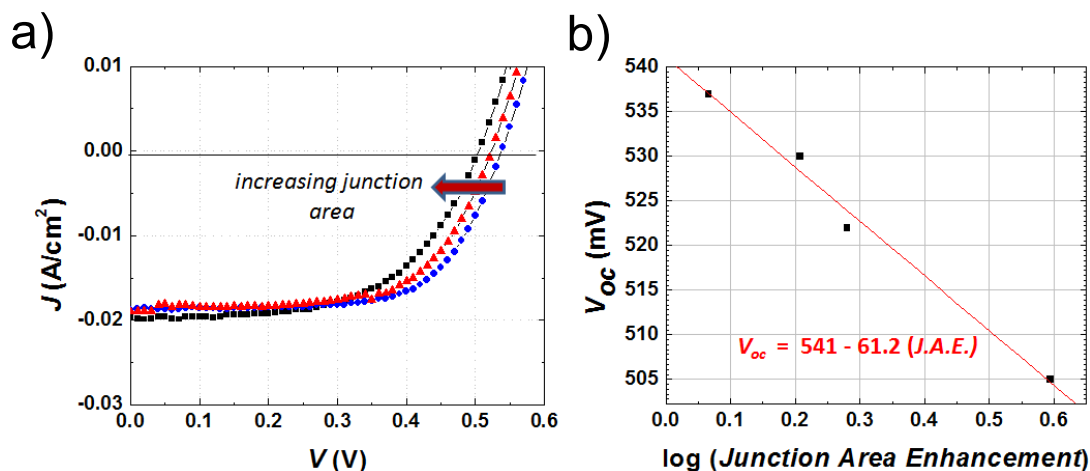 a)
0.01
0.00
-0.01
-0.02
-0.03
J (A/cm²)
increasing junction
area
0.0 0.1 0.2 0.3 0.4 0.5 0.6
V (V)
b)
540
535
530
525
520
515
510
505
Voc (mV)
Voc = 541 - 61.2 (J.A.E.)
0.0 0.1 0.2 0.3 0.4 0.5 0.6
log (Junction Area Enhancement)